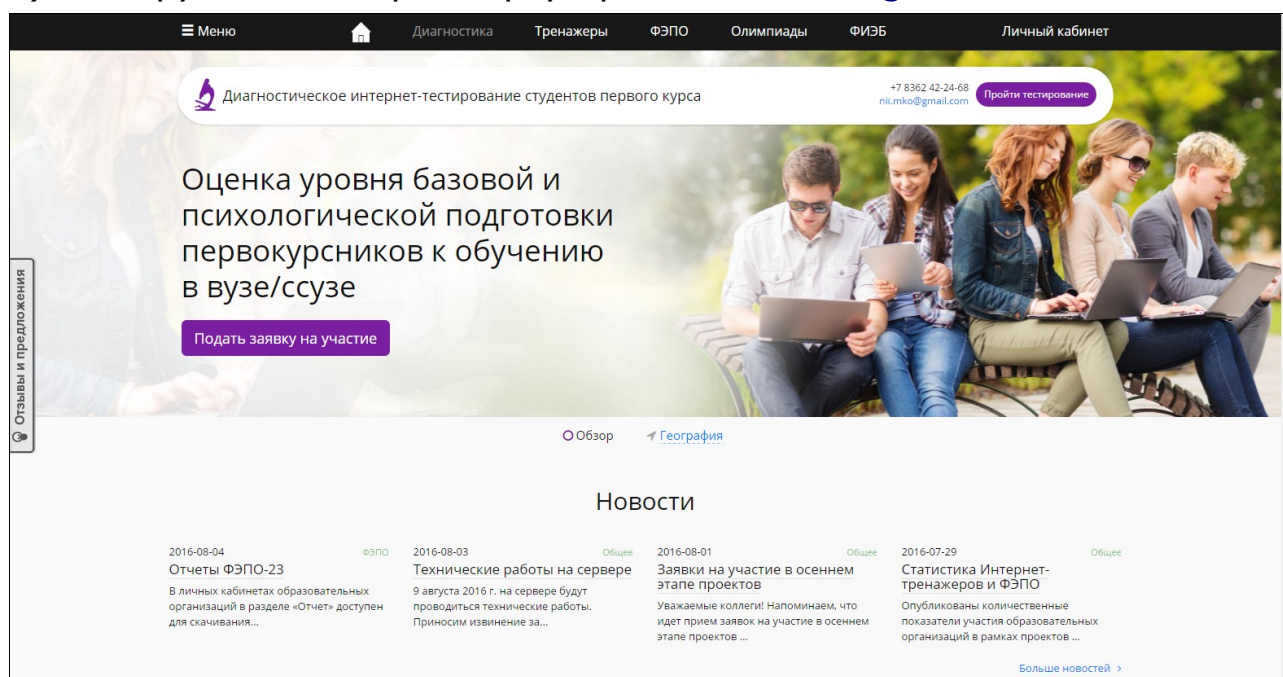 ☰ Меню Диагностика Тренажеры ФЭПО Олимпиады ФИЭБ Личный кабинет
Диагностическое интернет-тестирование студентов первого курса
+7 8362 42-24-68
nii.mko@gmail.com
Пройти тестирование
Оценка уровня базовой и
психологической подготовки
первокурсников к обучению
в вузе/ссузе
Подать заявку на участие
Отзывы и предложения
Обзор География
Новости
2016-08-04 ФЭПО
Отчеты ФЭПО-23
В личных кабинетах образовательных
организаций в разделе «Отчет» доступен
для скачивания...
2016-08-03 Общее
Технические работы на сервере
9 августа 2016 г. на сервере будут
проводиться технические работы.
Приносим извинение за...
2016-08-01 Общее
Заявки на участие в осеннем
этапе проектов
Уважаемые коллеги! Напоминаем, что
идет прием заявок на участие в осеннем
этапе проектов ...
2016-07-29 Общее
Статистика Интернет-
тренажеров и ФЭПО
Опубликованы количественные
показатели участия образовательных
организаций в рамках проектов ...
Больше новостей >